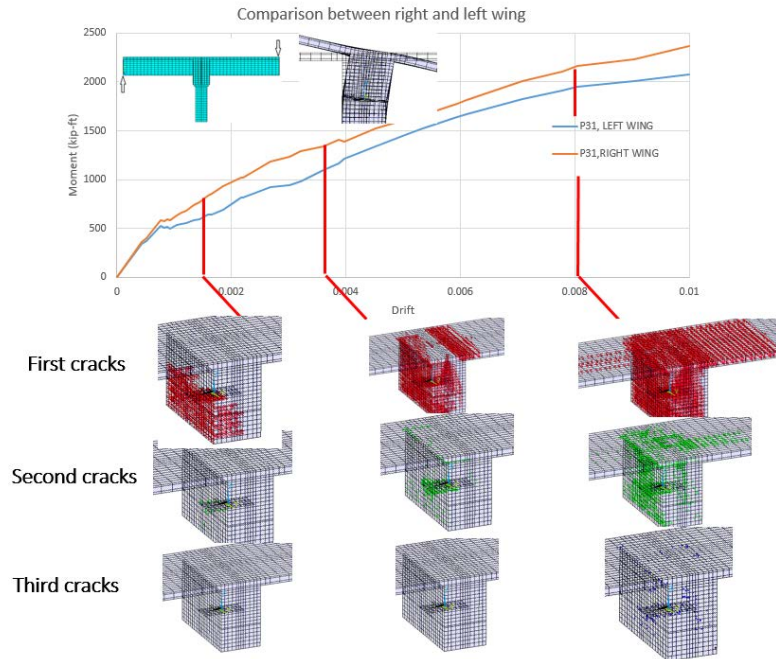 Comparison between right and left wing
2500
2000
1500
1000
500
0
Moment (kip-ft)
P31, LEFT WING
P31,RIGHT WING
0
0.002
0.004
0.006
0.008
0.01
Drift
First cracks
Second cracks
Third cracks